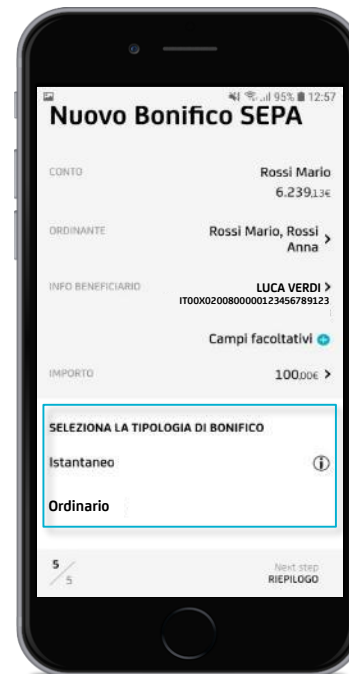 95% 12:57
Nuovo Bonifico SEPA
CONTO Rossi Mario
6.239,13€
ORDINANTE Rossi Mario, Rossi >
Anna
INFO BENEFICIARIO LUCA VERDI >
IT00X0200800000123456789123
Campi facoltativi +
IMPORTO 100,00€ >
SELEZIONA LA TIPOLOGIA DI BONIFICO
Istantaneo i
Ordinario
5/5 Next step
RIEPILOGO